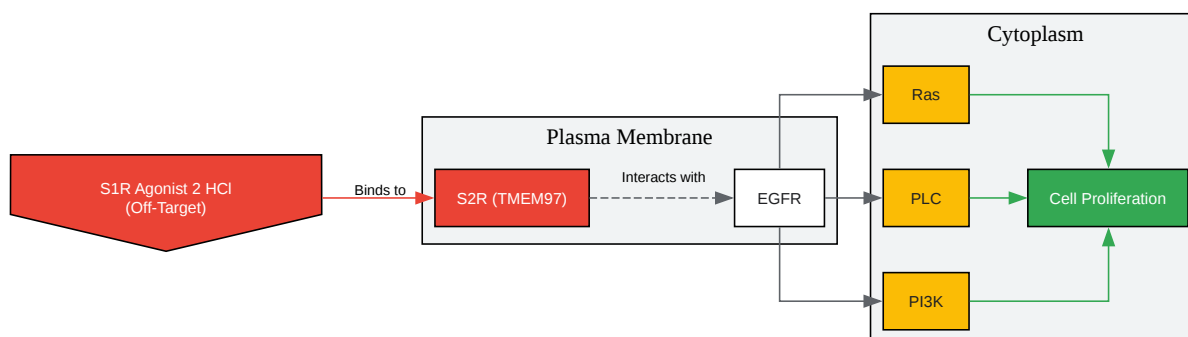 S1R Agonist 2 HCl
(Off-Target)
Binds to
Plasma Membrane
S2R (TMEM97)
Interacts with
EGFR
Cytoplasm
Ras
PLC
PI3K
Cell Proliferation